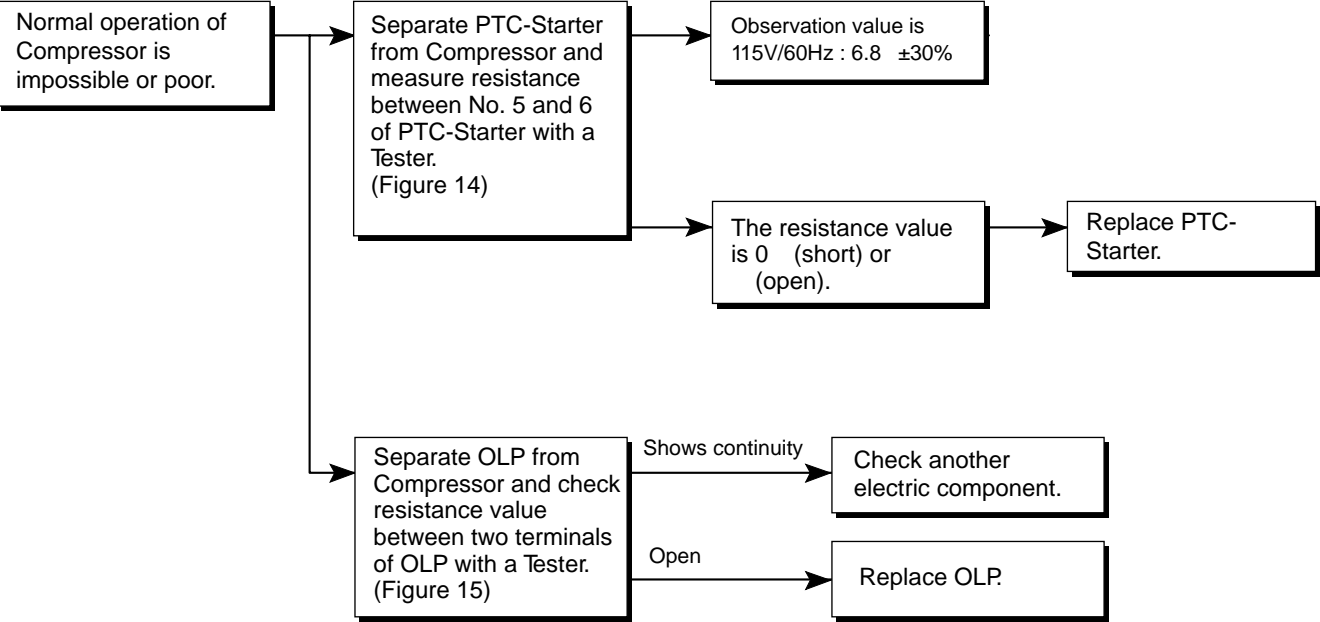 Normal operation of
Compressor is
impossible or poor.
Separate PTC-Starter
from Compressor and
measure resistance
between No. 5 and 6
of PTC-Starter with a
Tester.
(Figure 14)
Observation value is
115V/60Hz : 6.8 ±30%
The resistance value
is 0 (short) or
(open).
Replace PTC-
Starter.
Separate OLP from
Compressor and check
resistance value
between two terminals
of OLP with a Tester.
(Figure 15)
Shows continuity
Check another
electric component.
Open
Replace OLP.